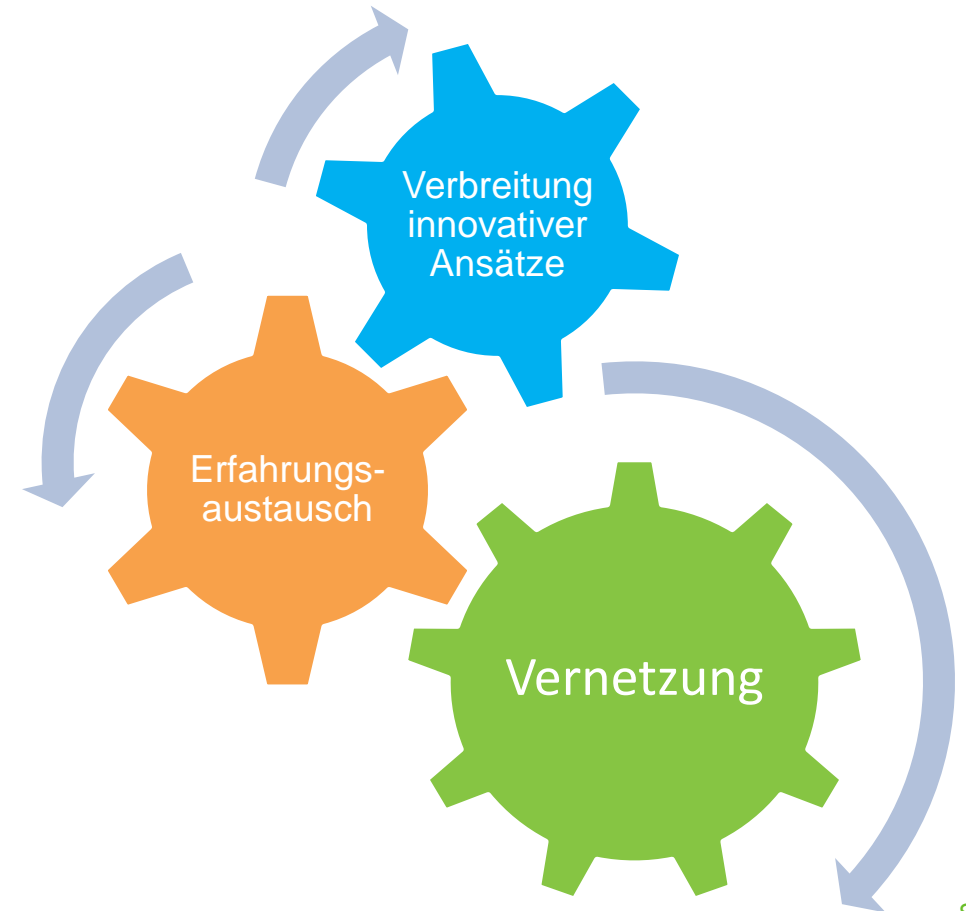 Verbreitung
innovativer
Ansätze
Erfahrungs-
austausch
Vernetzung